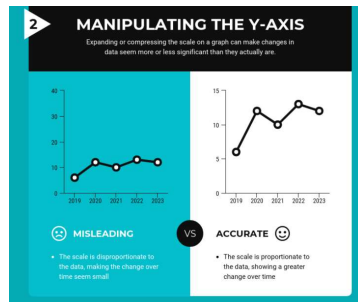 2
MANIPULATING THE Y-AXIS
Expanding or compressing the scale on a graph can make changes in
data seem more or less significant than they actually are.
40
30
20
10
0
2019 2020 2021 2022 2023
15
10
5
0
2019 2020 2021 2022 2023
MISLEADING
VS
ACCURATE
• The scale is disproportionate to
the data, making the change over
time seem small
• The scale is proportionate to
the data, showing a greater
change over time